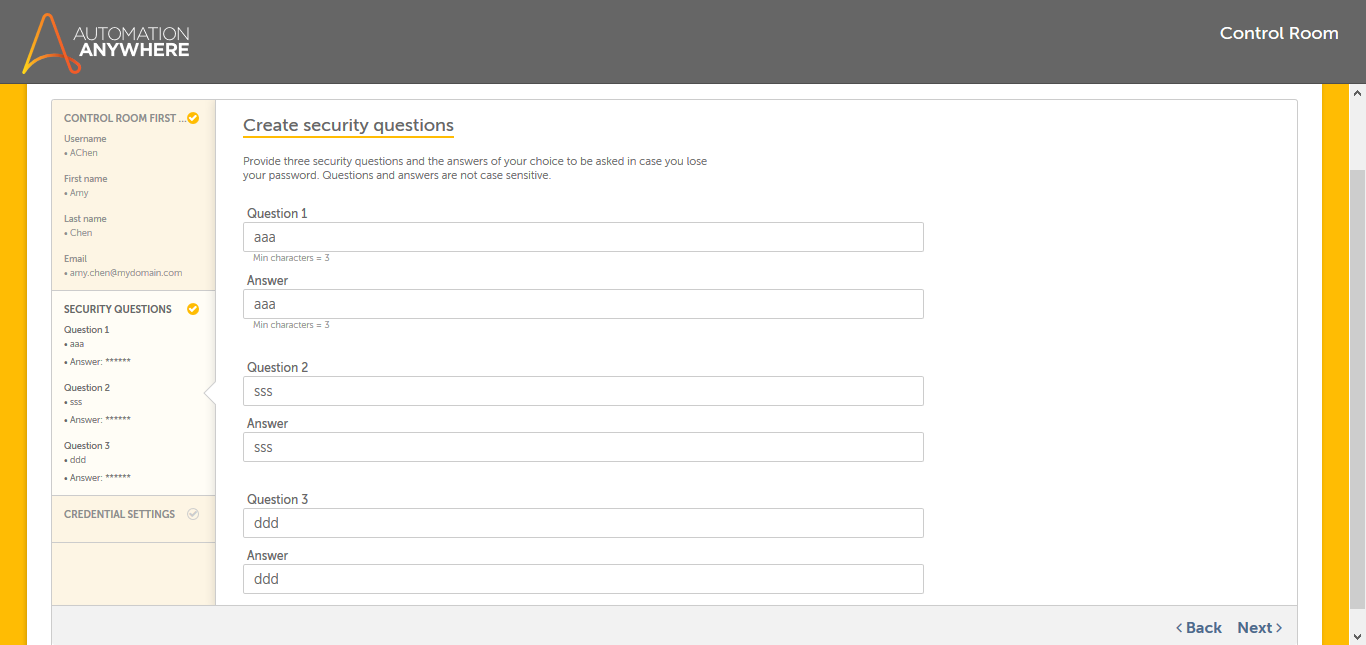 AUTOMATION
ANYWHERE
Control Room
CONTROL ROOM FIRST ...
Username
• AChen
First name
• Amy
Last name
• Chen
Email
• amy.chen@mydomain.com
SECURITY QUESTIONS
Question 1
• aaa
• Answer: ******
Question 2
• sss
• Answer: ******
Question 3
• ddd
• Answer: ******
CREDENTIAL SETTINGS
Create security questions
Provide three security questions and the answers of your choice to be asked in case you lose
your password. Questions and answers are not case sensitive.
Question 1
aaa
Min characters = 3
Answer
aaa
Min characters = 3
Question 2
sss
Answer
sss
Question 3
ddd
Answer
ddd
< Back Next >